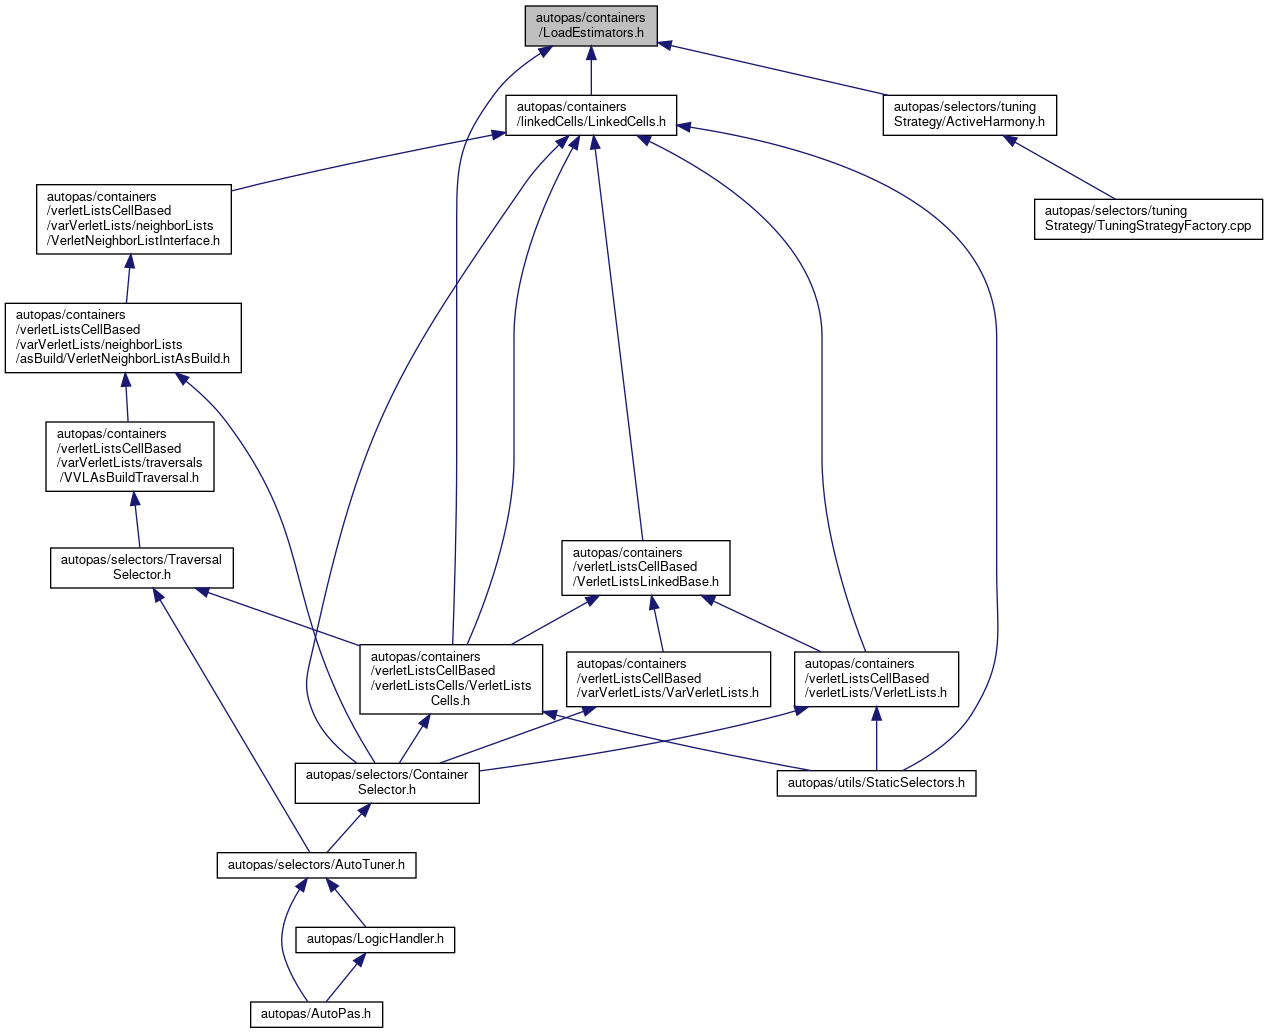 autopas/containers
/LoadEstimators.h
autopas/containers
/linkedCells/LinkedCells.h
autopas/selectors/tuning
Strategy/ActiveHarmony.h
autopas/containers
/verletListsCellBased
/varVerletLists/neighborLists
/VerletNeighborListInterface.h
autopas/selectors/tuning
Strategy/TuningStrategyFactory.cpp
autopas/containers
/verletListsCellBased
/varVerletLists/neighborLists
/asBuild/VerletNeighborListAsBuild.h
autopas/containers
/verletListsCellBased
/varVerletLists/traversals
/VVLAsBuildTraversal.h
autopas/selectors/Traversal
Selector.h
autopas/containers
/verletListsCellBased
/VerletListsLinkedBase.h
autopas/containers
/verletListsCellBased
/verletListsCells/VerletLists
Cells.h
autopas/containers
/verletListsCellBased
/varVerletLists/VarVerletLists.h
autopas/containers
/verletListsCellBased
/verletLists/VerletLists.h
autopas/selectors/Container
Selector.h
autopas/utils/StaticSelectors.h
autopas/selectors/AutoTuner.h
autopas/LogicHandler.h
autopas/AutoPas.h